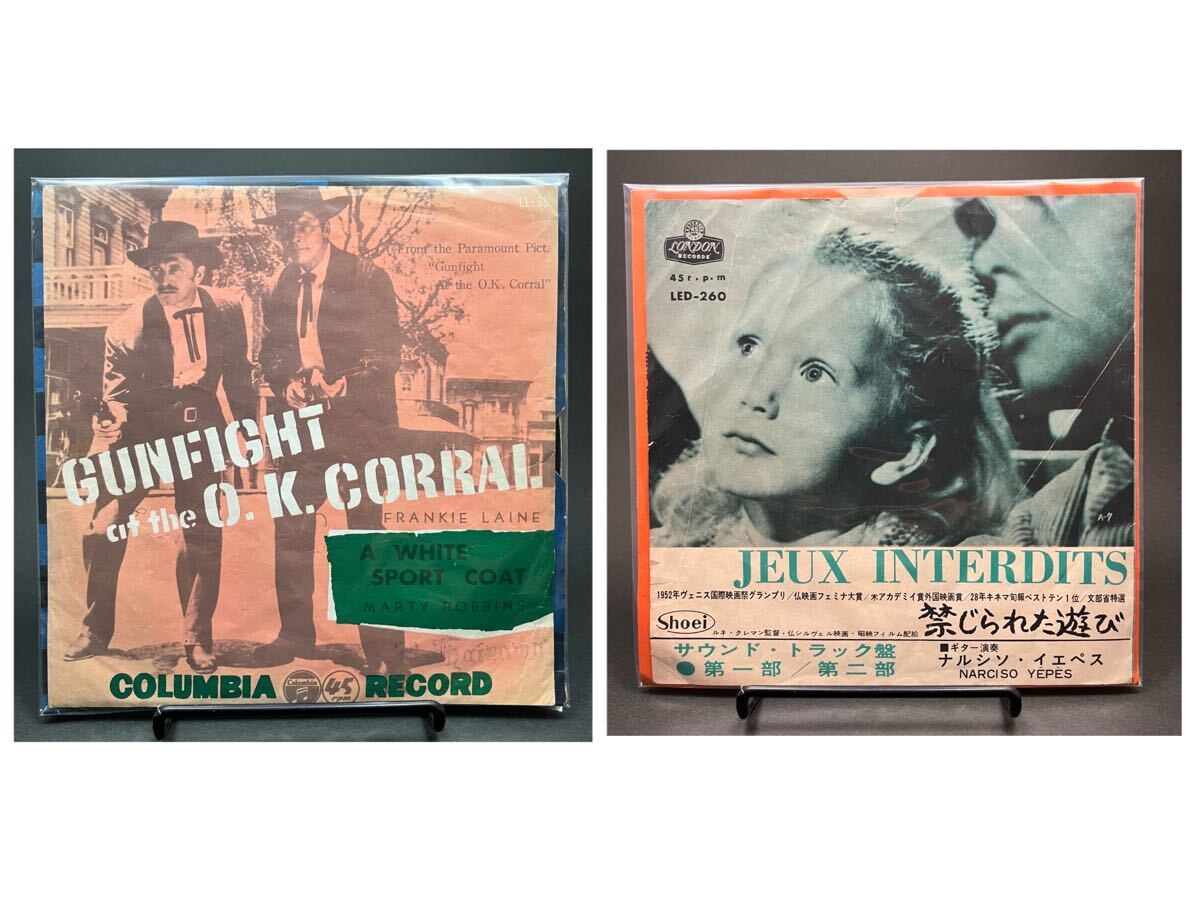 LL-
From the Paramount Pict.
"Gunfight
At the O.K. Corral"
GUNFIGHT
at the O.K. CORRAL
FRANKIE LAINE
A WHITE
SPORT COAT
MARTY ROBBINS
COLUMBIA Columbia 45 rpm RECORD
LONDON
RECORDS
45 r.p.m
LED-260
A-7
JEUX INTERDITS
1952年ヴェニス国際映画祭グランプリ/仏映画フェミナ大賞/米アカデミイ賞外国映画賞/28年キネマ旬報ベストテン1位/文部省特選
Shoei
ルネ・クレマン監督・仏シルヴェル映画・昭映フィルム配給
禁じられた遊び
サウンド・トラック盤
●第一部/第二部
■ギター演奏
ナルシソ・イエペス
NARCISO YÉPÈS